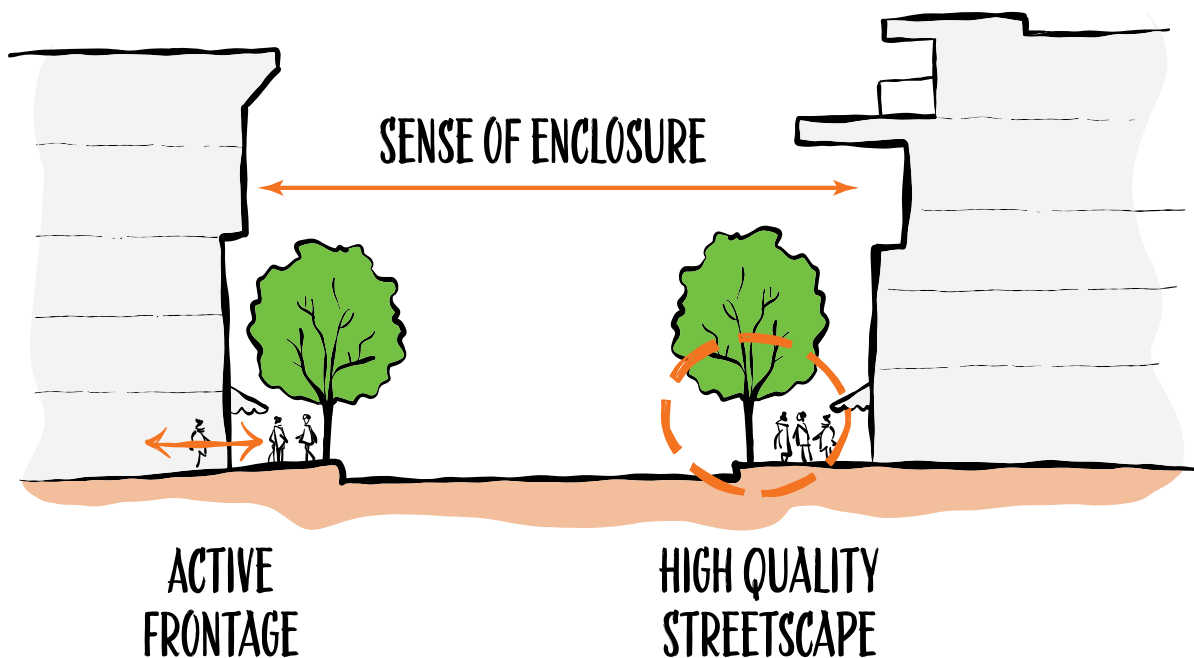 SENSE OF ENCLOSURE
ACTIVE
FRONTAGE
HIGH QUALITY
STREETSCAPE